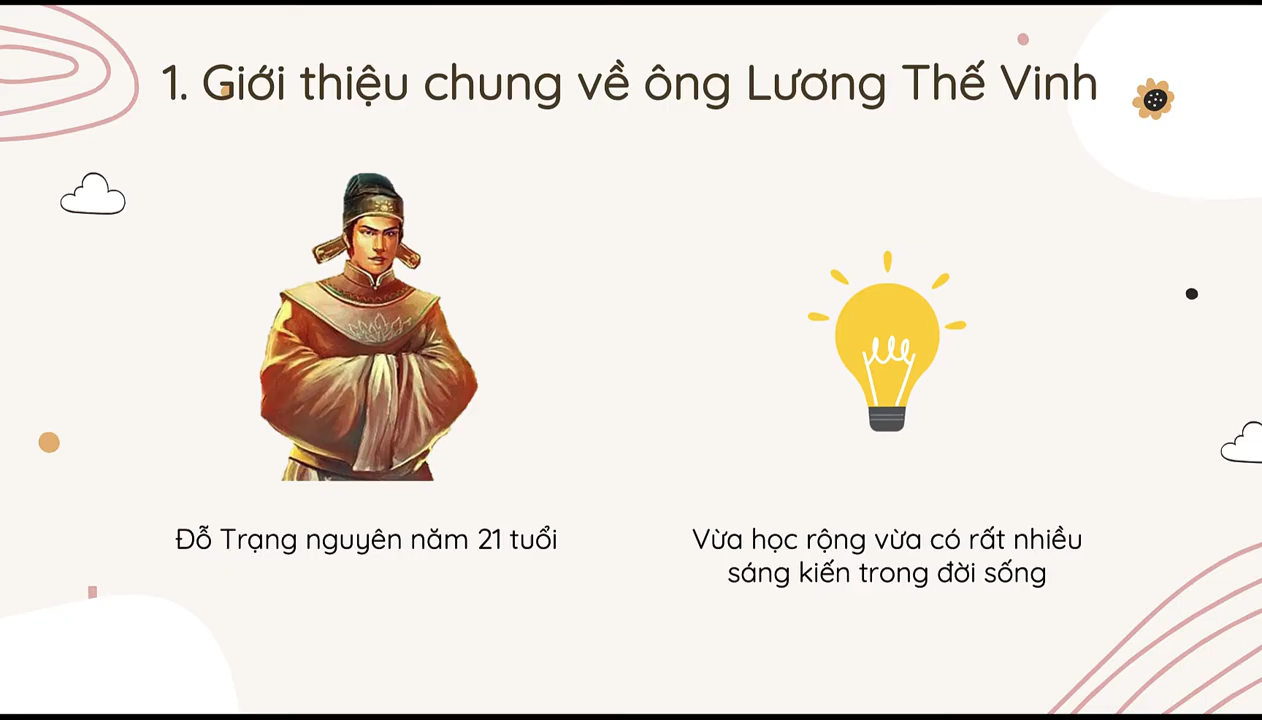 1. Giới thiệu chung về ông Lương Thế Vinh
Đỗ Trạng nguyên năm 21 tuổi
Vừa học rộng vừa có rất nhiều
sáng kiến trong đời sống